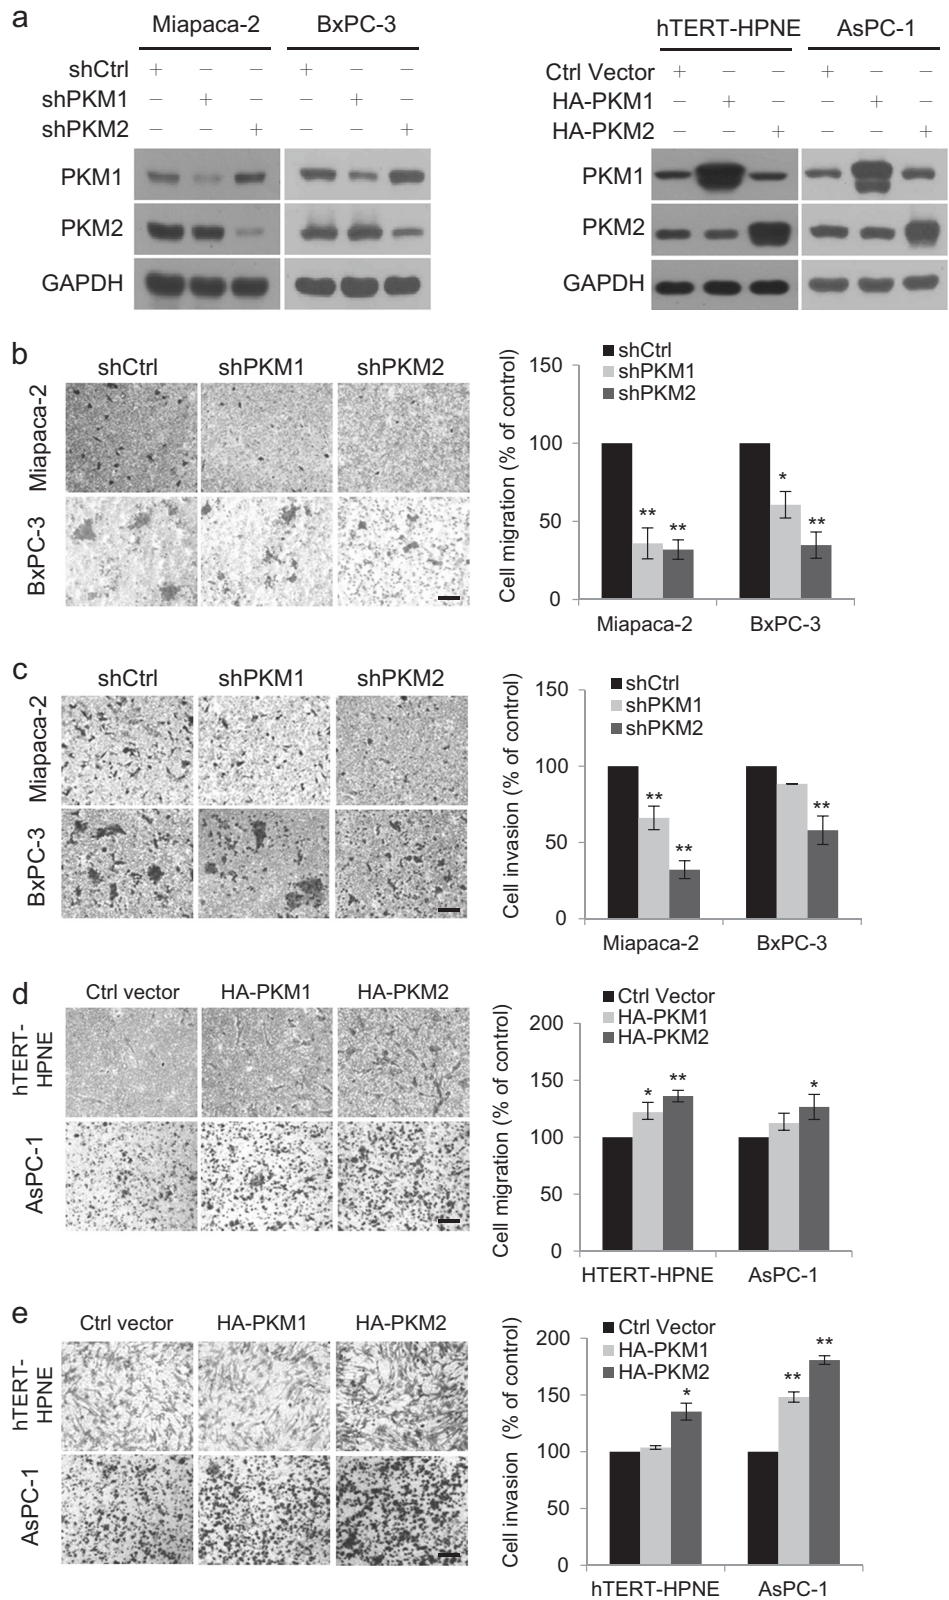 a
Miapaca-2 BxPC-3
shCtrl + − − + − −
shPKM1 − + − − + −
shPKM2 − − + − − +
PKM1
PKM2
GAPDH
hTERT-HPNE AsPC-1
Ctrl Vector + − − + − −
HA-PKM1 − + − − + −
HA-PKM2 − − + − − +
PKM1
PKM2
GAPDH
b
shCtrl shPKM1 shPKM2
Miapaca-2
BxPC-3
Cell migration (% of control)
150
100
50
0
shCtrl
shPKM1
shPKM2
** ** * **
Miapaca-2 BxPC-3
c
shCtrl shPKM1 shPKM2
Miapaca-2
BxPC-3
Cell invasion (% of control)
150
100
50
0
shCtrl
shPKM1
shPKM2
** ** **
Miapaca-2 BxPC-3
d
Ctrl vector HA-PKM1 HA-PKM2
hTERT-
HPNE
AsPC-1
Cell migration (% of control)
200
150
100
50
0
Ctrl Vector
HA-PKM1
HA-PKM2
* ** *
HTERT-HPNE AsPC-1
e
Ctrl vector HA-PKM1 HA-PKM2
hTERT-
HPNE
AsPC-1
Cell invasion (% of control)
200
150
100
50
0
Ctrl Vector
HA-PKM1
HA-PKM2
* ** **
hTERT-HPNE AsPC-1